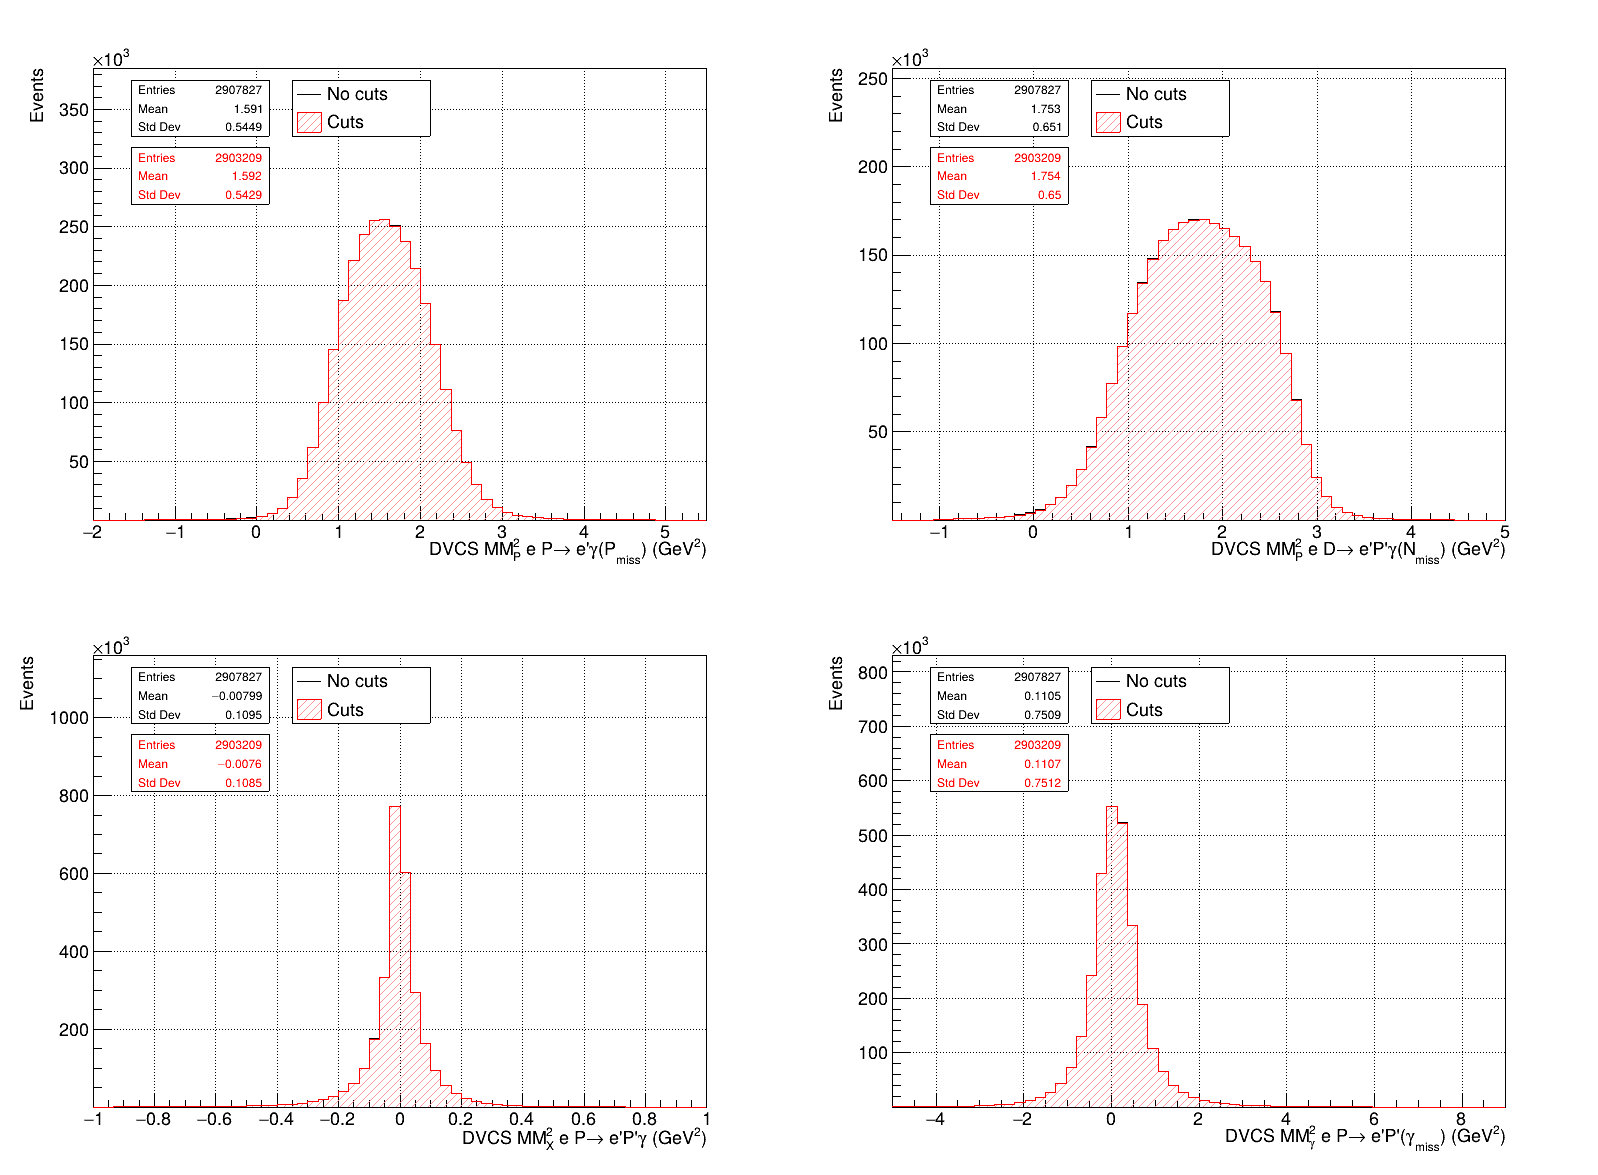 ×10³
Events
Entries 2907827
Mean 1.591
Std Dev 0.5449
Entries 2903209
Mean 1.592
Std Dev 0.5429
No cuts
Cuts
350
300
250
200
150
100
50
−2 −1 0 1 2 3 4 5
DVCS MM²_P e P→ e'γ(P_miss) (GeV²)
×10³
Events
Entries 2907827
Mean 1.753
Std Dev 0.651
Entries 2903209
Mean 1.754
Std Dev 0.65
No cuts
Cuts
250
200
150
100
50
−1 0 1 2 3 4 5
DVCS MM²_P e D→ e'P'γ(N_miss) (GeV²)
×10³
Events
Entries 2907827
Mean −0.00799
Std Dev 0.1095
Entries 2903209
Mean −0.0076
Std Dev 0.1085
No cuts
Cuts
1000
800
600
400
200
−1 −0.8 −0.6 −0.4 −0.2 0 0.2 0.4 0.6 0.8 1
DVCS MM²_X e P→ e'P'γ (GeV²)
×10³
Events
Entries 2907827
Mean 0.1105
Std Dev 0.7509
Entries 2903209
Mean 0.1107
Std Dev 0.7512
No cuts
Cuts
800
700
600
500
400
300
200
100
−4 −2 0 2 4 6 8
DVCS MM²_γ e P→ e'P'(γ_miss) (GeV²)